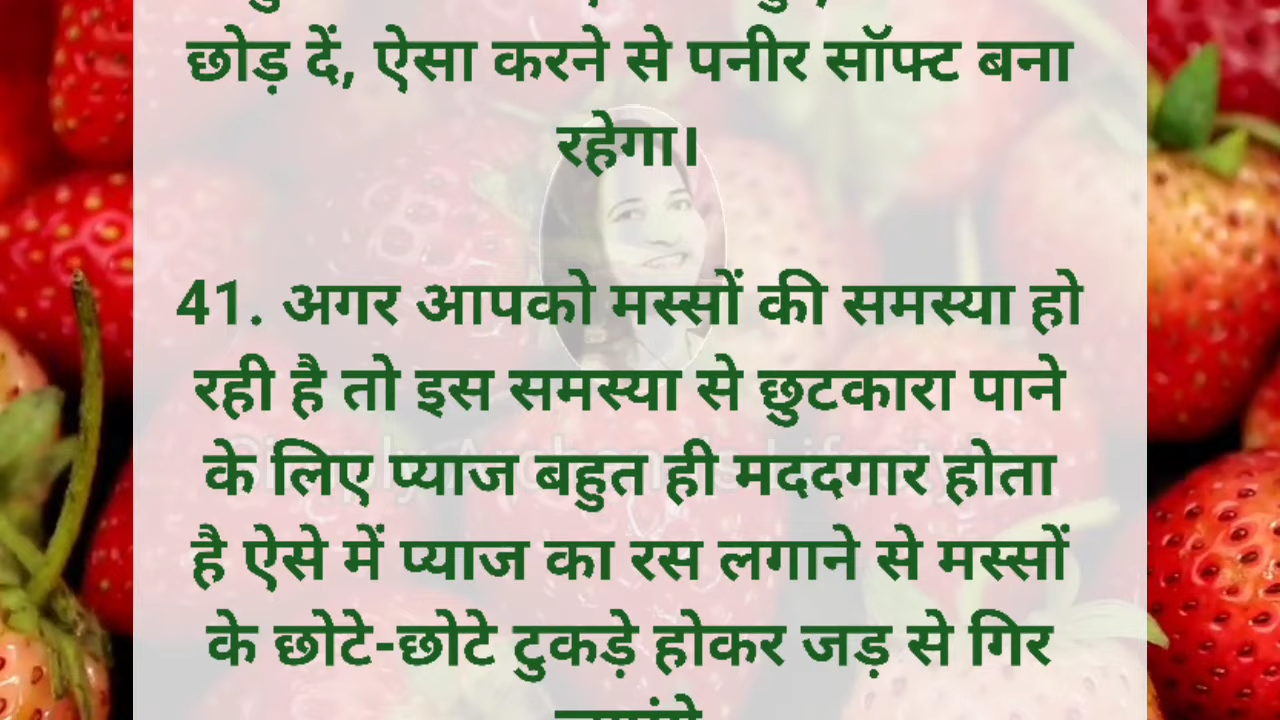 छोड़ दें, ऐसा करने से पनीर सॉफ्ट बना
रहेगा।
41. अगर आपको मस्सों की समस्या हो
रही है तो इस समस्या से छुटकारा पाने
के लिए प्याज बहुत ही मददगार होता
है ऐसे में प्याज का रस लगाने से मस्सों
के छोटे-छोटे टुकड़े होकर जड़ से गिर